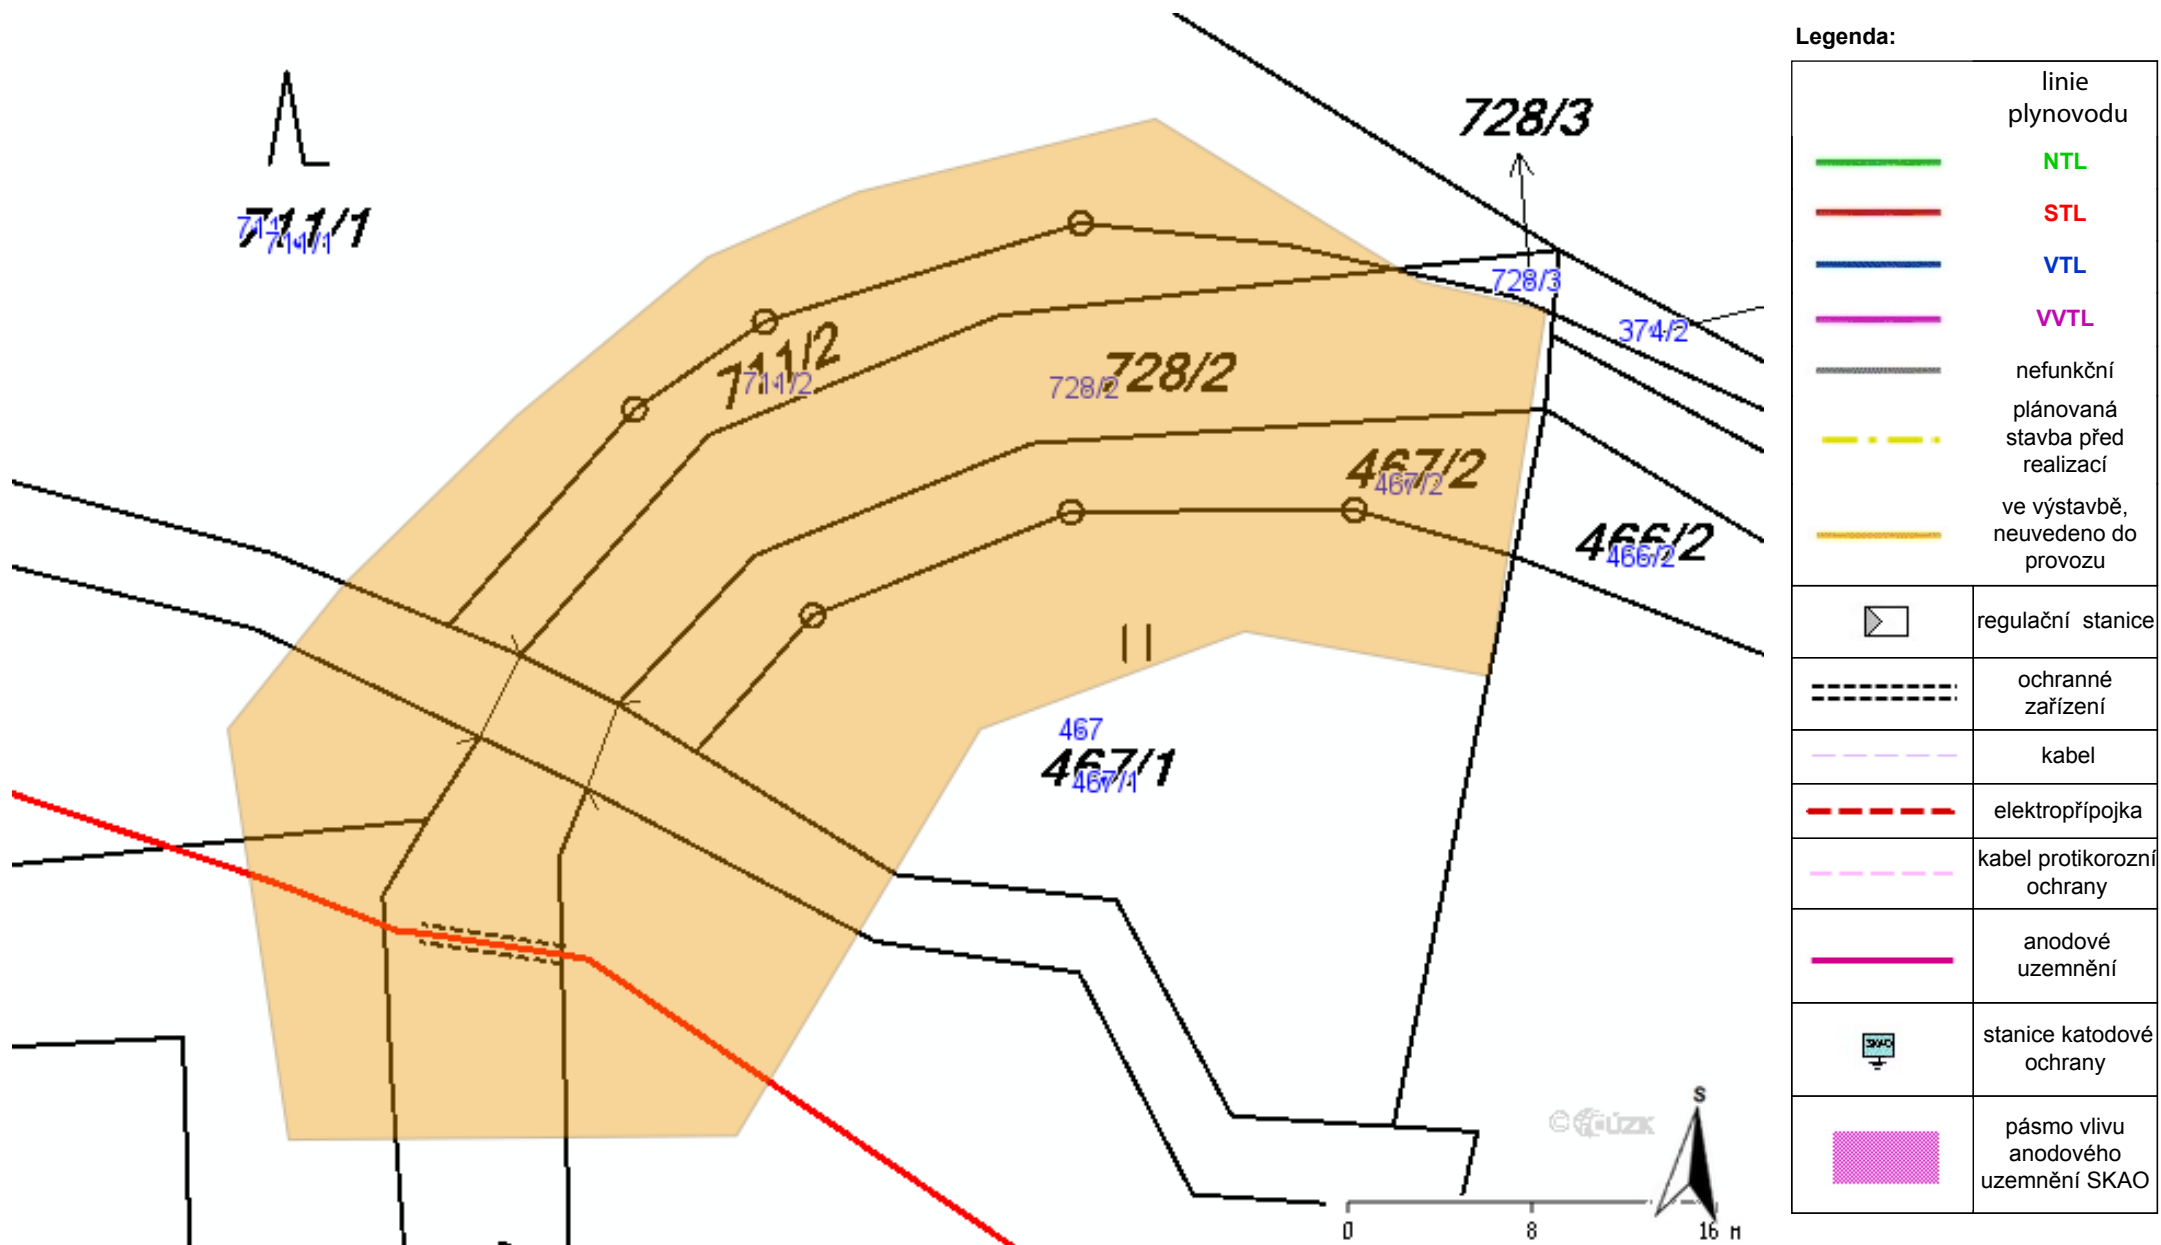 728/3
711/1
711
711/1
728/3
374/2
711/2
711/2
728/2
728/2
467/2
467/2
466/2
466/2
467
467/1
467/1
S
0 8 16 M
Legenda:
linie
plynovodu
NTL
STL
VTL
VVTL
nefunkční
plánovaná
stavba před
realizací
ve výstavbě,
neuvedeno do
provozu
regulační stanice
ochranné
zařízení
kabel
elektropřípojka
kabel protikorozní
ochrany
anodové
uzemnění
SKAO
stanice katodové
ochrany
pásmo vlivu
anodového
uzemnění SKAO